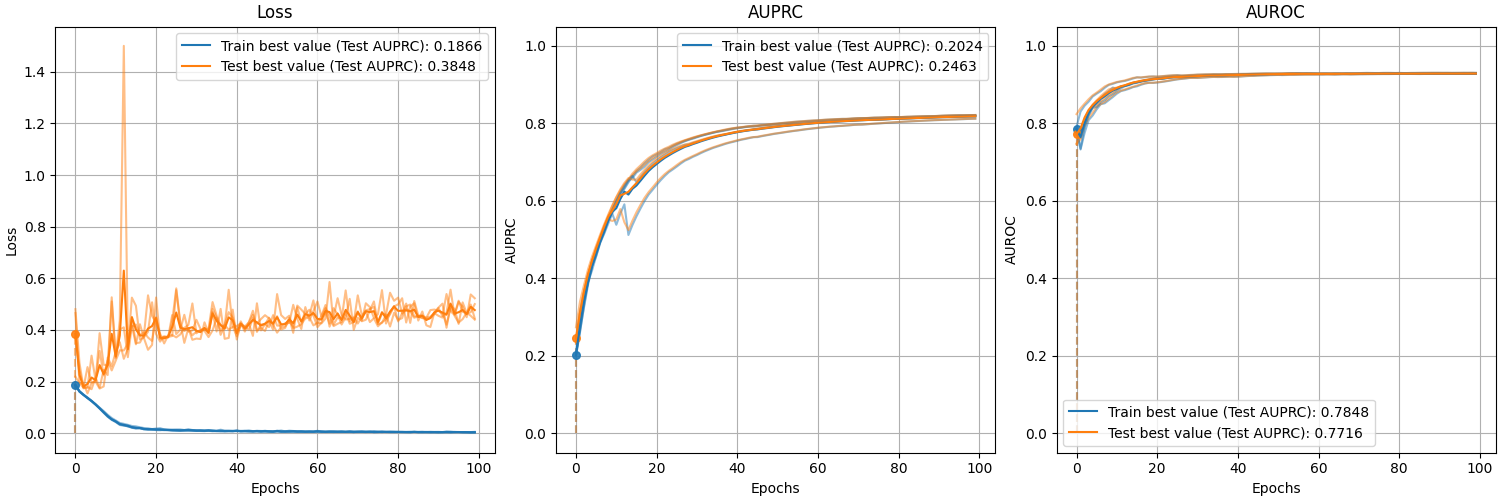 Loss
Train best value (Test AUPRC): 0.1866
Test best value (Test AUPRC): 0.3848
1.4
1.2
1.0
0.8
0.6
0.4
0.2
0.0
Loss
0 20 40 60 80 100
Epochs
AUPRC
Train best value (Test AUPRC): 0.2024
Test best value (Test AUPRC): 0.2463
1.0
0.8
0.6
0.4
0.2
0.0
AUPRC
0 20 40 60 80 100
Epochs
AUROC
1.0
0.8
0.6
0.4
0.2
0.0
AUROC
Train best value (Test AUPRC): 0.7848
Test best value (Test AUPRC): 0.7716
0 20 40 60 80 100
Epochs